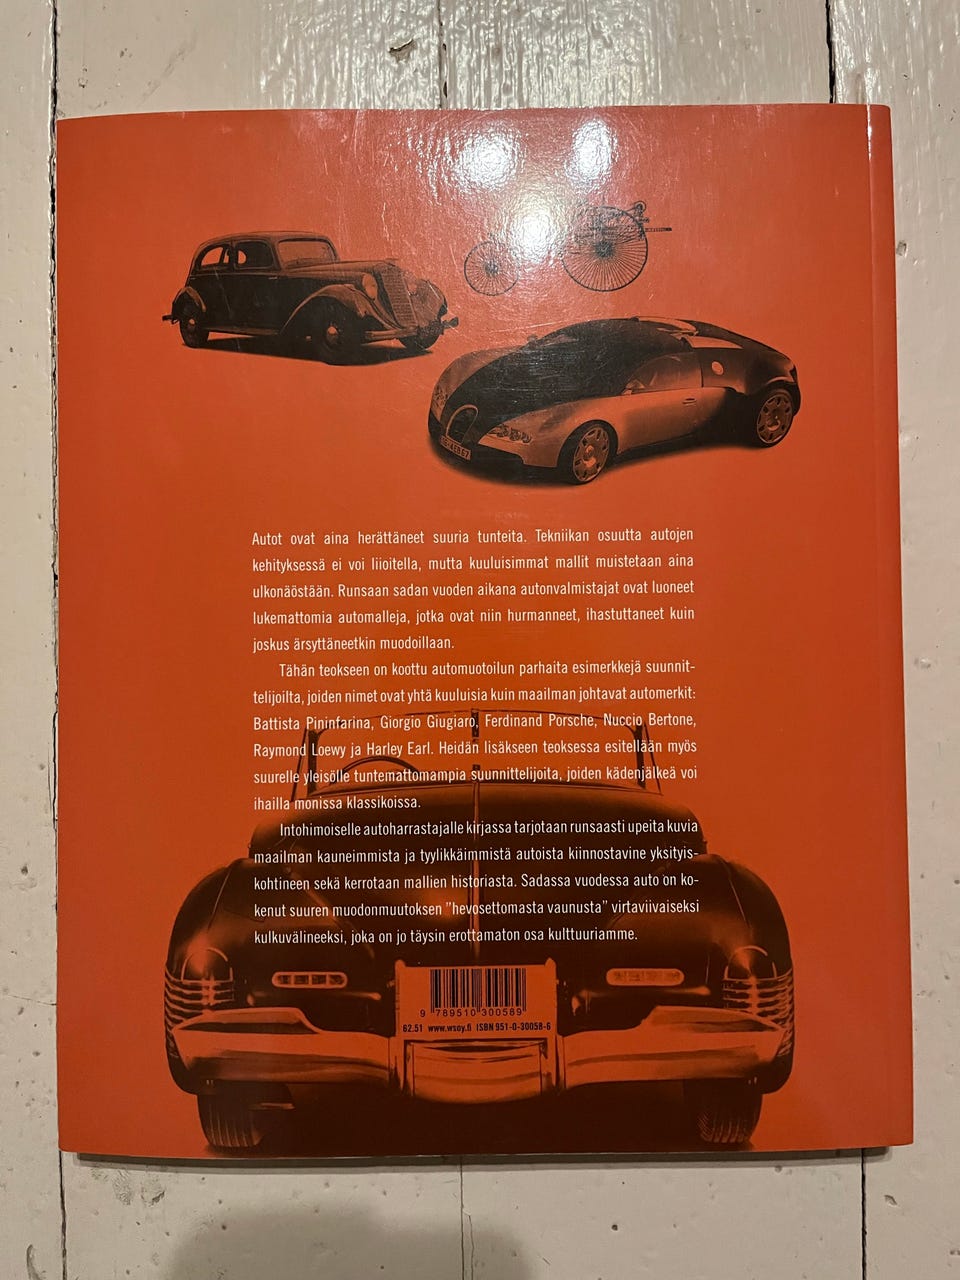 Autot ovat aina herättäneet suuria tunteita. Tekniikan osuutta autojen
kehityksessä ei voi liioitella, mutta kuuluisimmat mallit muistetaan aina
ulkonäöstään. Runsaan sadan vuoden aikana autonvalmistajat ovat luoneet
lukemattomia automalleja, jotka ovat niin hurmanneet, ihastuttaneet kuin
joskus ärsyttäneetkin muodoillaan.
Tähän teokseen on koottu automuotoilun parhaita esimerkkejä suunnit-
telijoilta, joiden nimet ovat yhtä kuuluisia kuin maailman johtavat automerkit:
Battista Pininfarina, Giorgio Giugiaro, Ferdinand Porsche, Nuccio Bertone,
Raymond Loewy ja Harley Earl. Heidän lisäkseen teoksessa esitellään myös
suurelle yleisölle tuntemattomampia suunnittelijoita, joiden kädenjälkeä voi
ihailla monissa klassikoissa.
Intohimoiselle autoharrastajalle kirjassa tarjotaan runsaasti upeita kuvia
maailman kauneimmista ja tyylikkäimmistä autoista kiinnostavine yksityis-
kohtineen sekä kerrotaan mallien historiasta. Sadassa vuodessa auto on ko-
kenut suuren muodonmuutoksen "hevosettomasta vaunusta" virtaviivaiseksi
kulkuvälineeksi, joka on jo täysin erottamaton osa kulttuuriamme.
9 789510 300589
62.51 www.wsoy.fi ISBN 951-0-30058-6